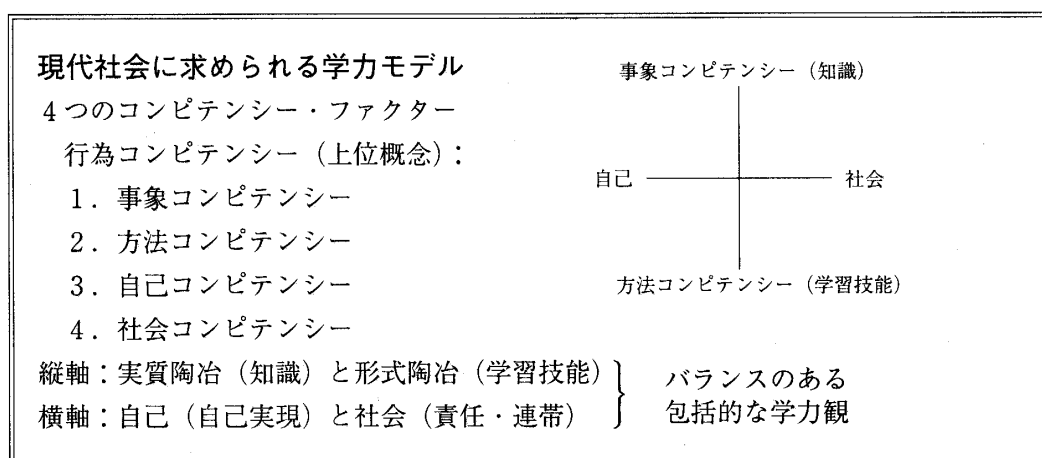 現代社会に求められる学力モデル
4つのコンピテンシー・ファクター
行為コンピテンシー（上位概念）：
1．事象コンピテンシー
2．方法コンピテンシー
3．自己コンピテンシー
4．社会コンピテンシー
事象コンピテンシー（知識）
自己
社会
方法コンピテンシー（学習技能）
縦軸：実質陶冶（知識）と形式陶冶（学習技能）
横軸：自己（自己実現）と社会（責任・連帯）
バランスのある
包括的な学力観